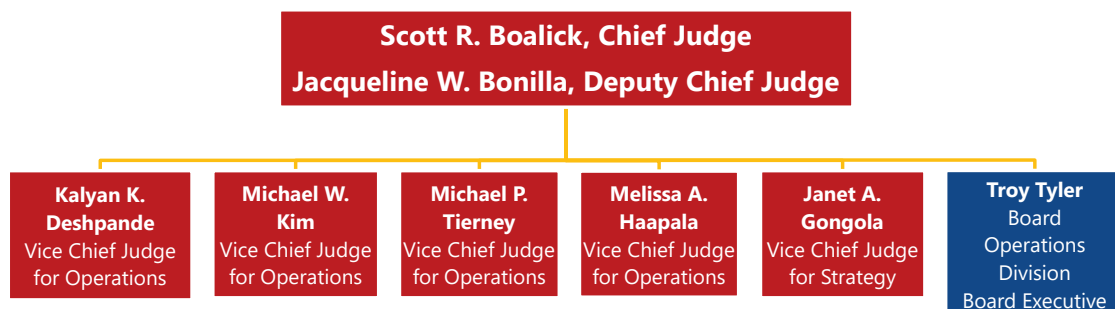 Scott R. Boalick, Chief Judge
Jacqueline W. Bonilla, Deputy Chief Judge
Kalyan K.
Deshpande
Vice Chief Judge
for Operations
Michael W.
Kim
Vice Chief Judge
for Operations
Michael P.
Tierney
Vice Chief Judge
for Operations
Melissa A.
Haapala
Vice Chief Judge
for Operations
Janet A.
Gongola
Vice Chief Judge
for Strategy
Troy Tyler
Board
Operations
Division
Board Executive